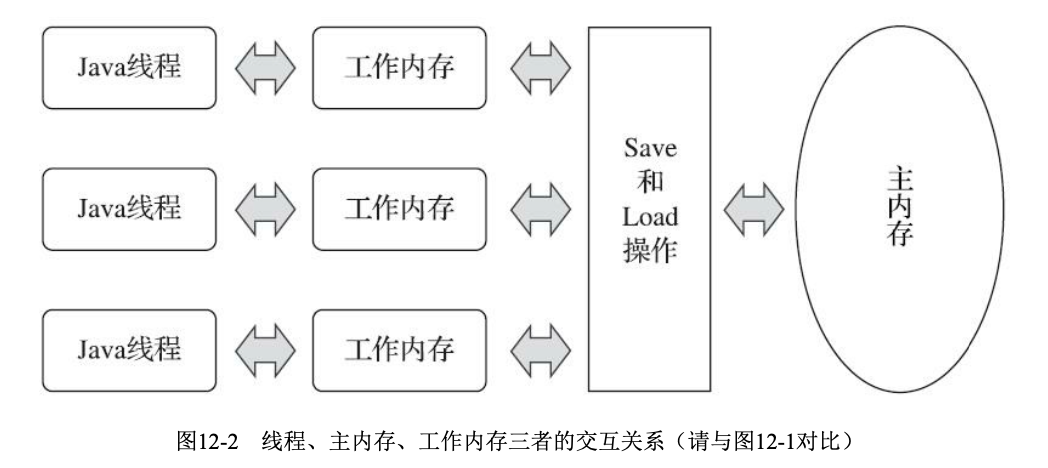 Java线程
工作内存
Java线程
工作内存
Java线程
工作内存
Save
和
Load
操作
主内存
图12-2 线程、主内存、工作内存三者的交互关系（请与图12-1对比）